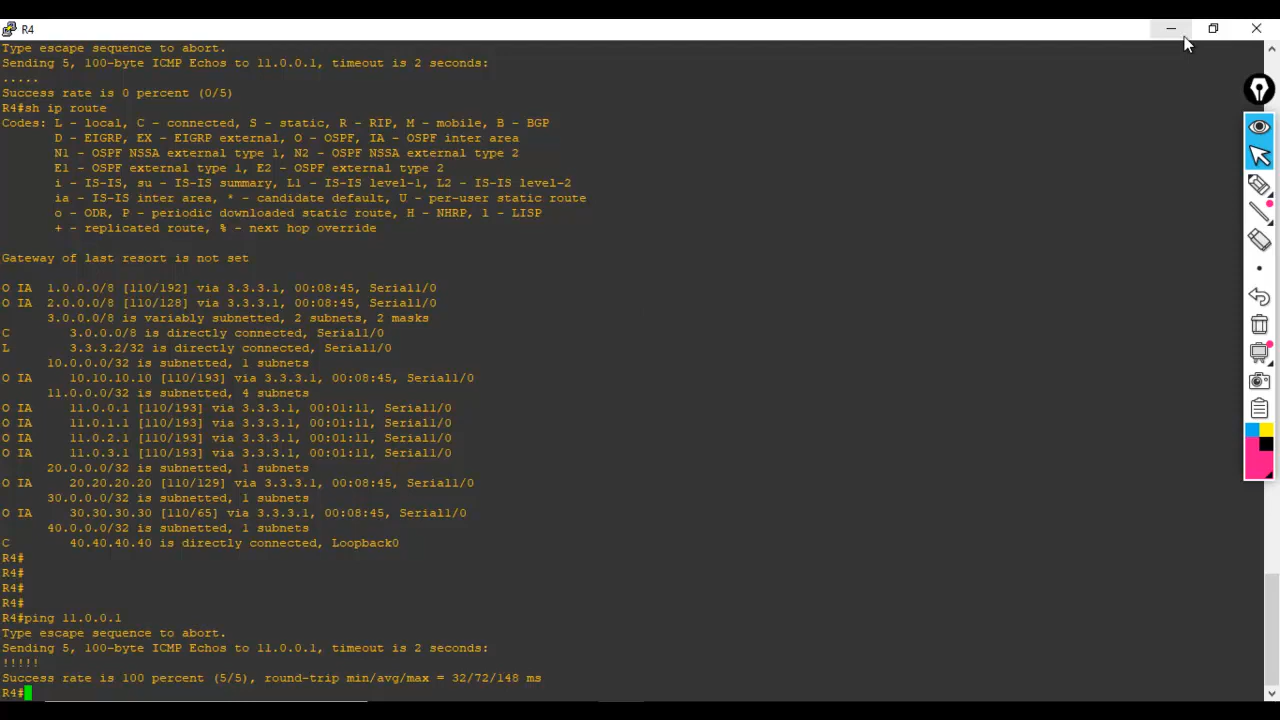 R4
Type escape sequence to abort.
Sending 5, 100-byte ICMP Echos to 11.0.0.1, timeout is 2 seconds:
.....
Success rate is 0 percent (0/5)
R4#sh ip route
Codes: L - local, C - connected, S - static, R - RIP, M - mobile, B - BGP
D - EIGRP, EX - EIGRP external, O - OSPF, IA - OSPF inter area
N1 - OSPF NSSA external type 1, N2 - OSPF NSSA external type 2
E1 - OSPF external type 1, E2 - OSPF external type 2
i - IS-IS, su - IS-IS summary, L1 - IS-IS level-1, L2 - IS-IS level-2
ia - IS-IS inter area, * - candidate default, U - per-user static route
o - ODR, P - periodic downloaded static route, H - NHRP, l - LISP
+ - replicated route, % - next hop override
Gateway of last resort is not set
O IA 1.0.0.0/8 [110/192] via 3.3.3.1, 00:08:45, Serial1/0
O IA 2.0.0.0/8 [110/128] via 3.3.3.1, 00:08:45, Serial1/0
3.0.0.0/8 is variably subnetted, 2 subnets, 2 masks
C 3.0.0.0/8 is directly connected, Serial1/0
L 3.3.3.2/32 is directly connected, Serial1/0
10.0.0.0/32 is subnetted, 1 subnets
O IA 10.10.10.10 [110/193] via 3.3.3.1, 00:08:45, Serial1/0
11.0.0.0/32 is subnetted, 4 subnets
O IA 11.0.0.1 [110/193] via 3.3.3.1, 00:01:11, Serial1/0
O IA 11.0.1.1 [110/193] via 3.3.3.1, 00:01:11, Serial1/0
O IA 11.0.2.1 [110/193] via 3.3.3.1, 00:01:11, Serial1/0
O IA 11.0.3.1 [110/193] via 3.3.3.1, 00:01:11, Serial1/0
20.0.0.0/32 is subnetted, 1 subnets
O IA 20.20.20.20 [110/129] via 3.3.3.1, 00:08:45, Serial1/0
30.0.0.0/32 is subnetted, 1 subnets
O IA 30.30.30.30 [110/65] via 3.3.3.1, 00:08:45, Serial1/0
40.0.0.0/32 is subnetted, 1 subnets
C 40.40.40.40 is directly connected, Loopback0
R4#
R4#
R4#
R4#
R4#ping 11.0.0.1
Type escape sequence to abort.
Sending 5, 100-byte ICMP Echos to 11.0.0.1, timeout is 2 seconds:
!!!!!
Success rate is 100 percent (5/5), round-trip min/avg/max = 32/72/148 ms
R4#